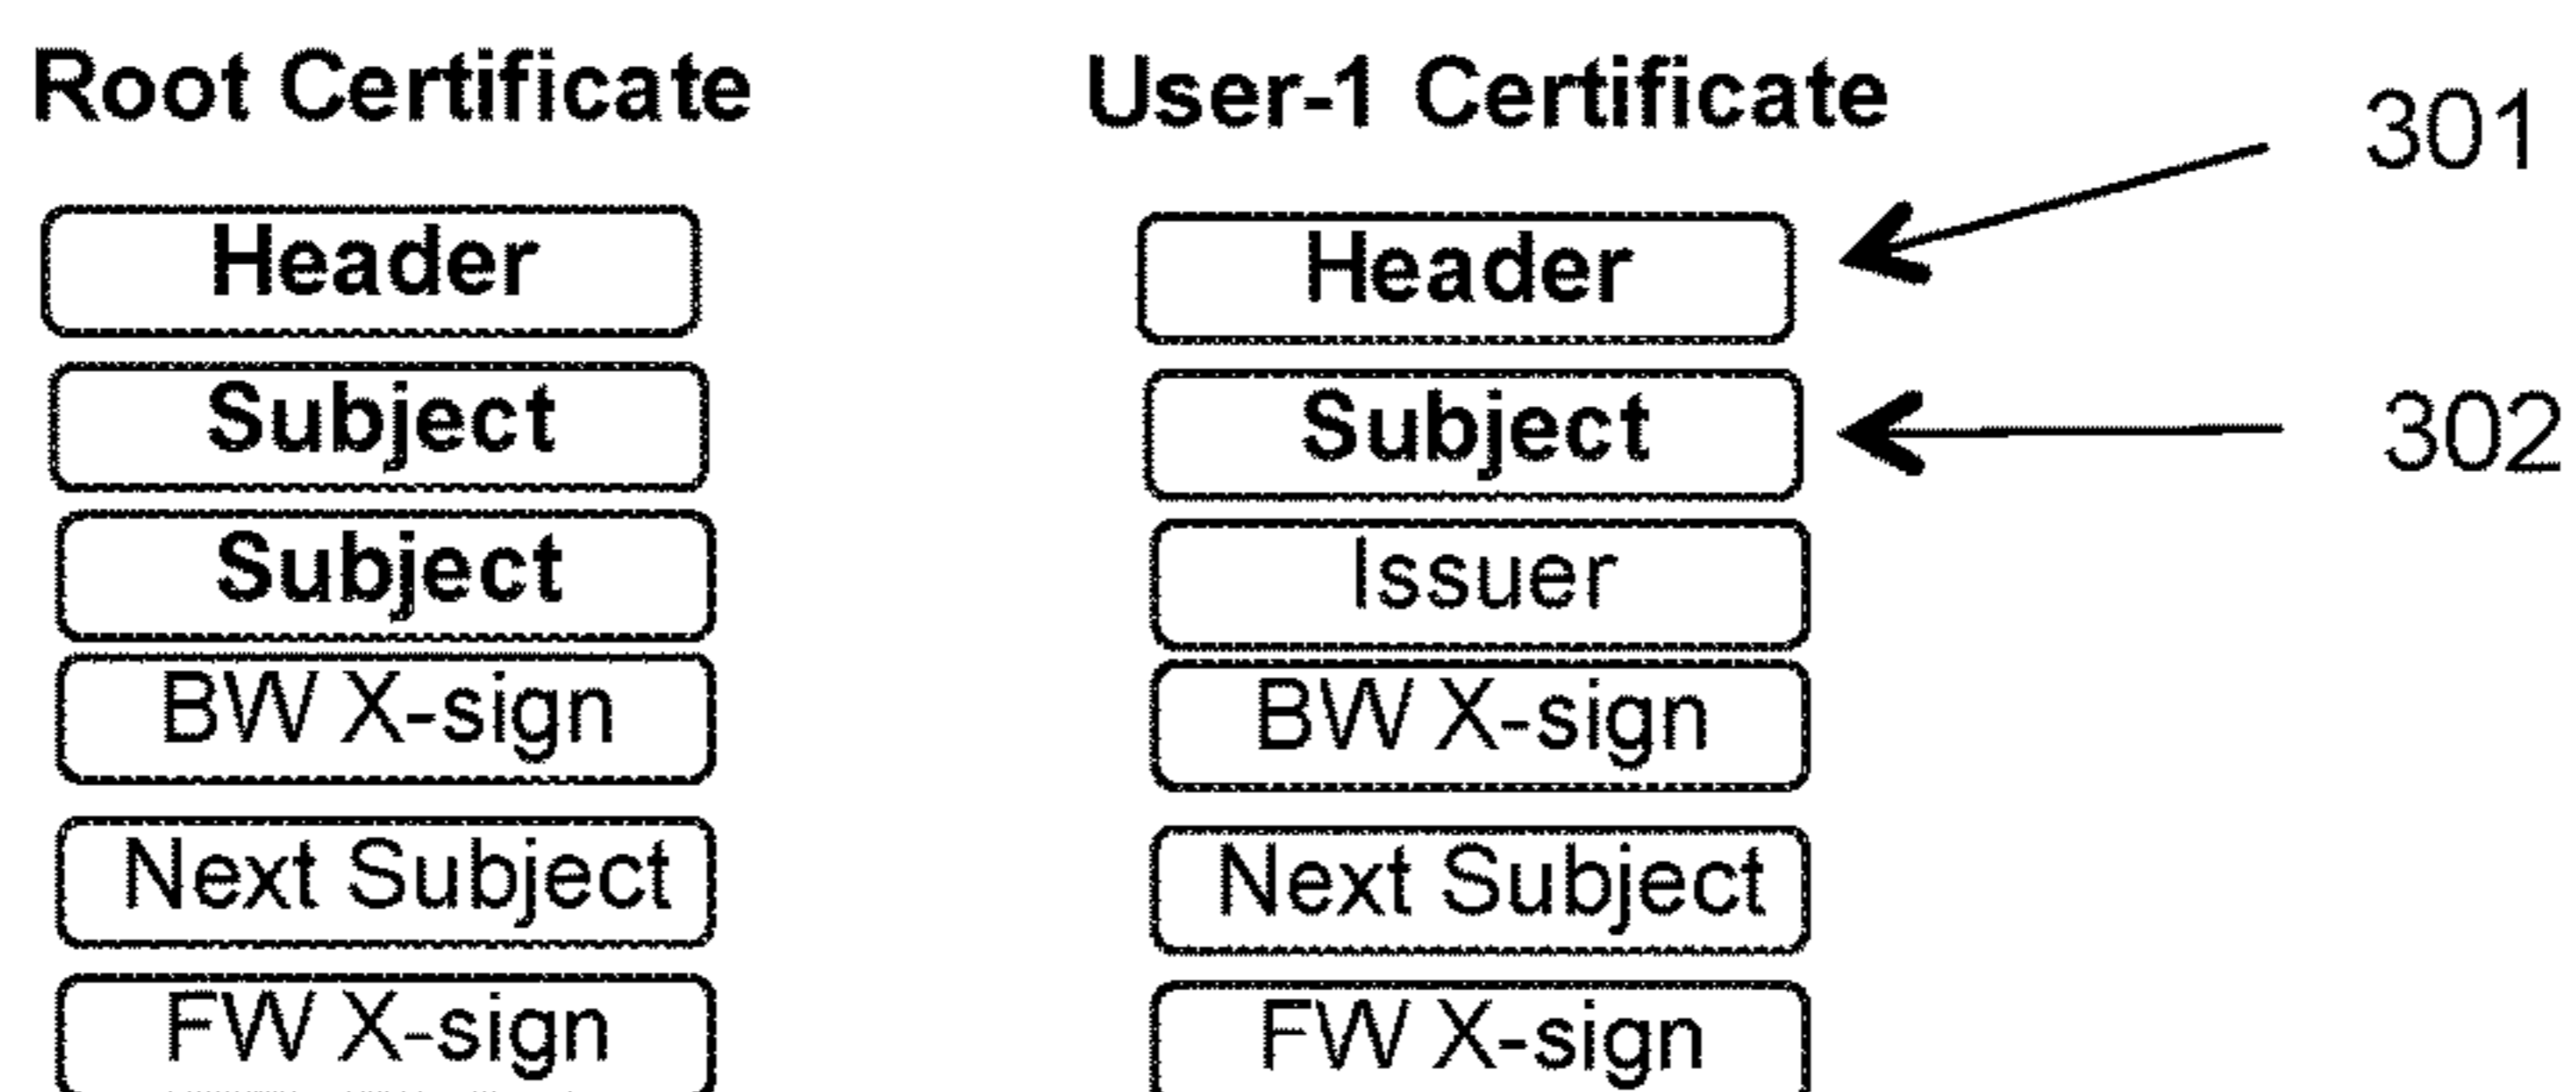 Root Certificate
Header
Subject
Subject
BW X-sign
Next Subject
FW X-sign
User-1 Certificate
Header
Subject
Issuer
BW X-sign
Next Subject
FW X-sign
301
302